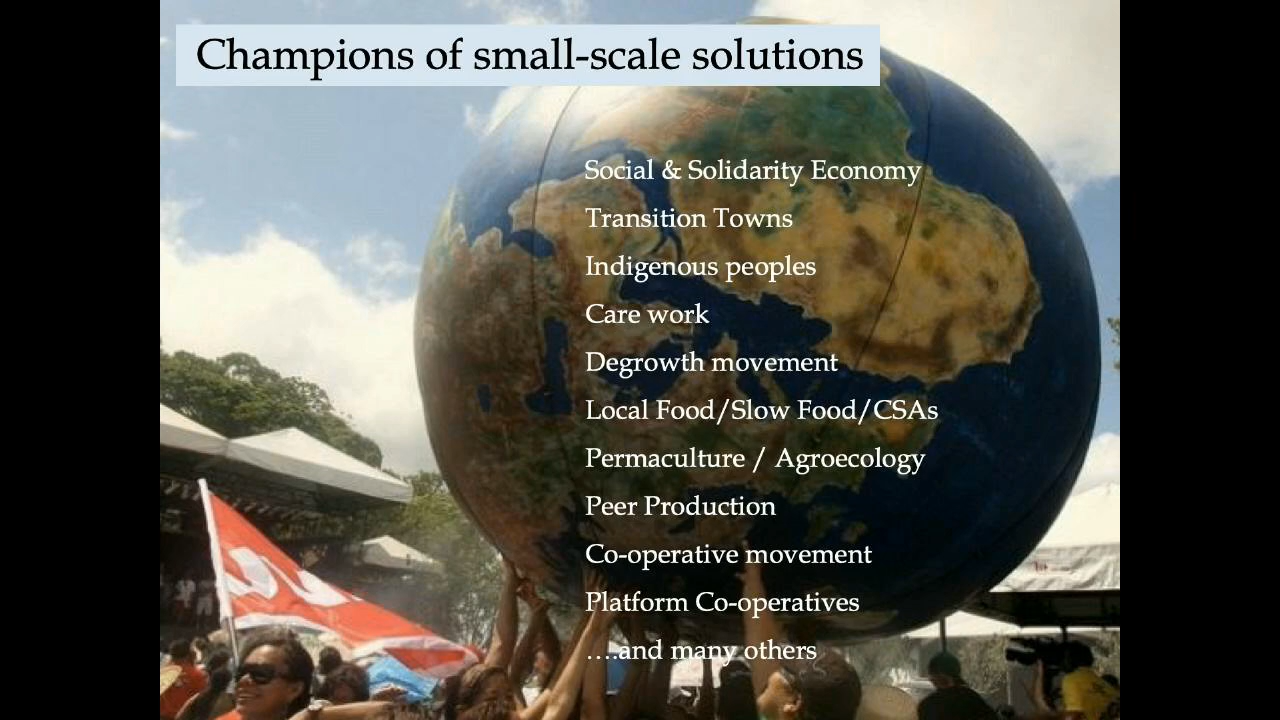 Champions of small-scale solutions
Social & Solidarity Economy
Transition Towns
Indigenous peoples
Care work
Degrowth movement
Local Food/Slow Food/CSAs
Permaculture / Agroecology
Peer Production
Co-operative movement
Platform Co-operatives
….and many others